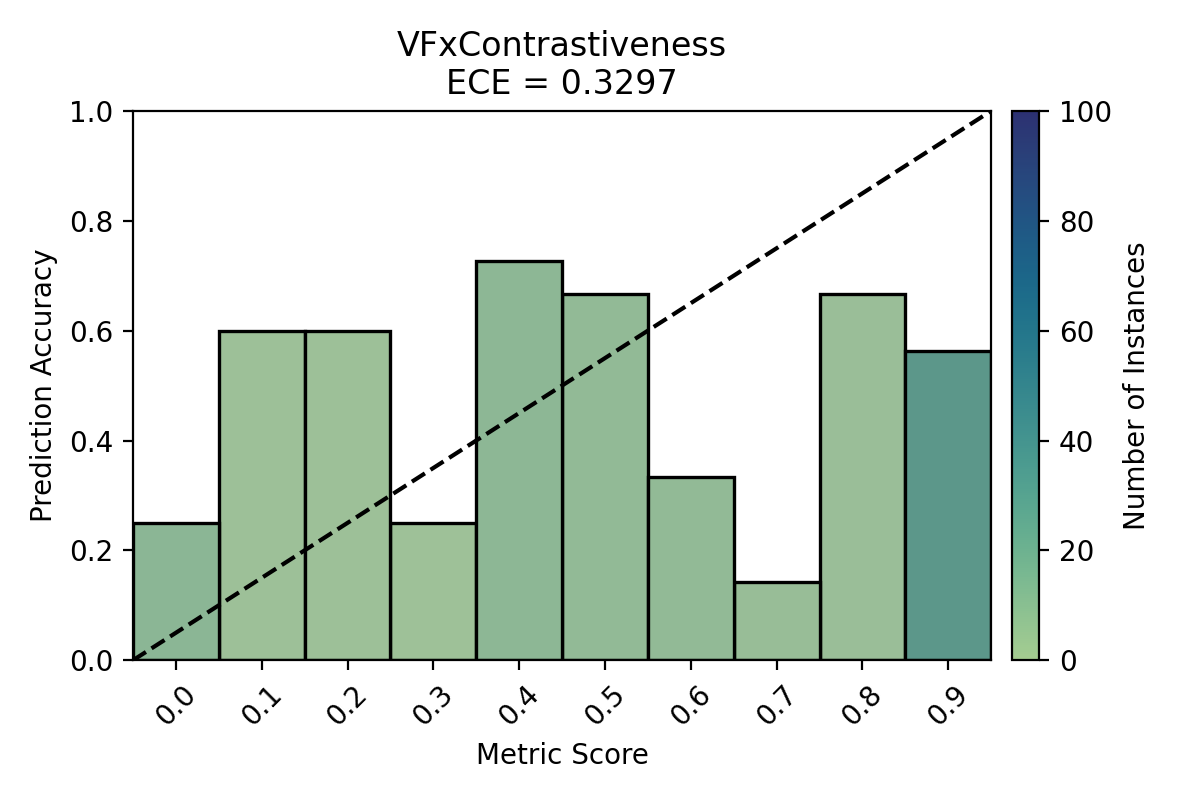 VFxContrastiveness
ECE = 0.3297
1.0
0.8
0.6
0.4
0.2
0.0
Prediction Accuracy
0.0 0.1 0.2 0.3 0.4 0.5 0.6 0.7 0.8 0.9
Metric Score
100
80
60
40
20
0
Number of Instances